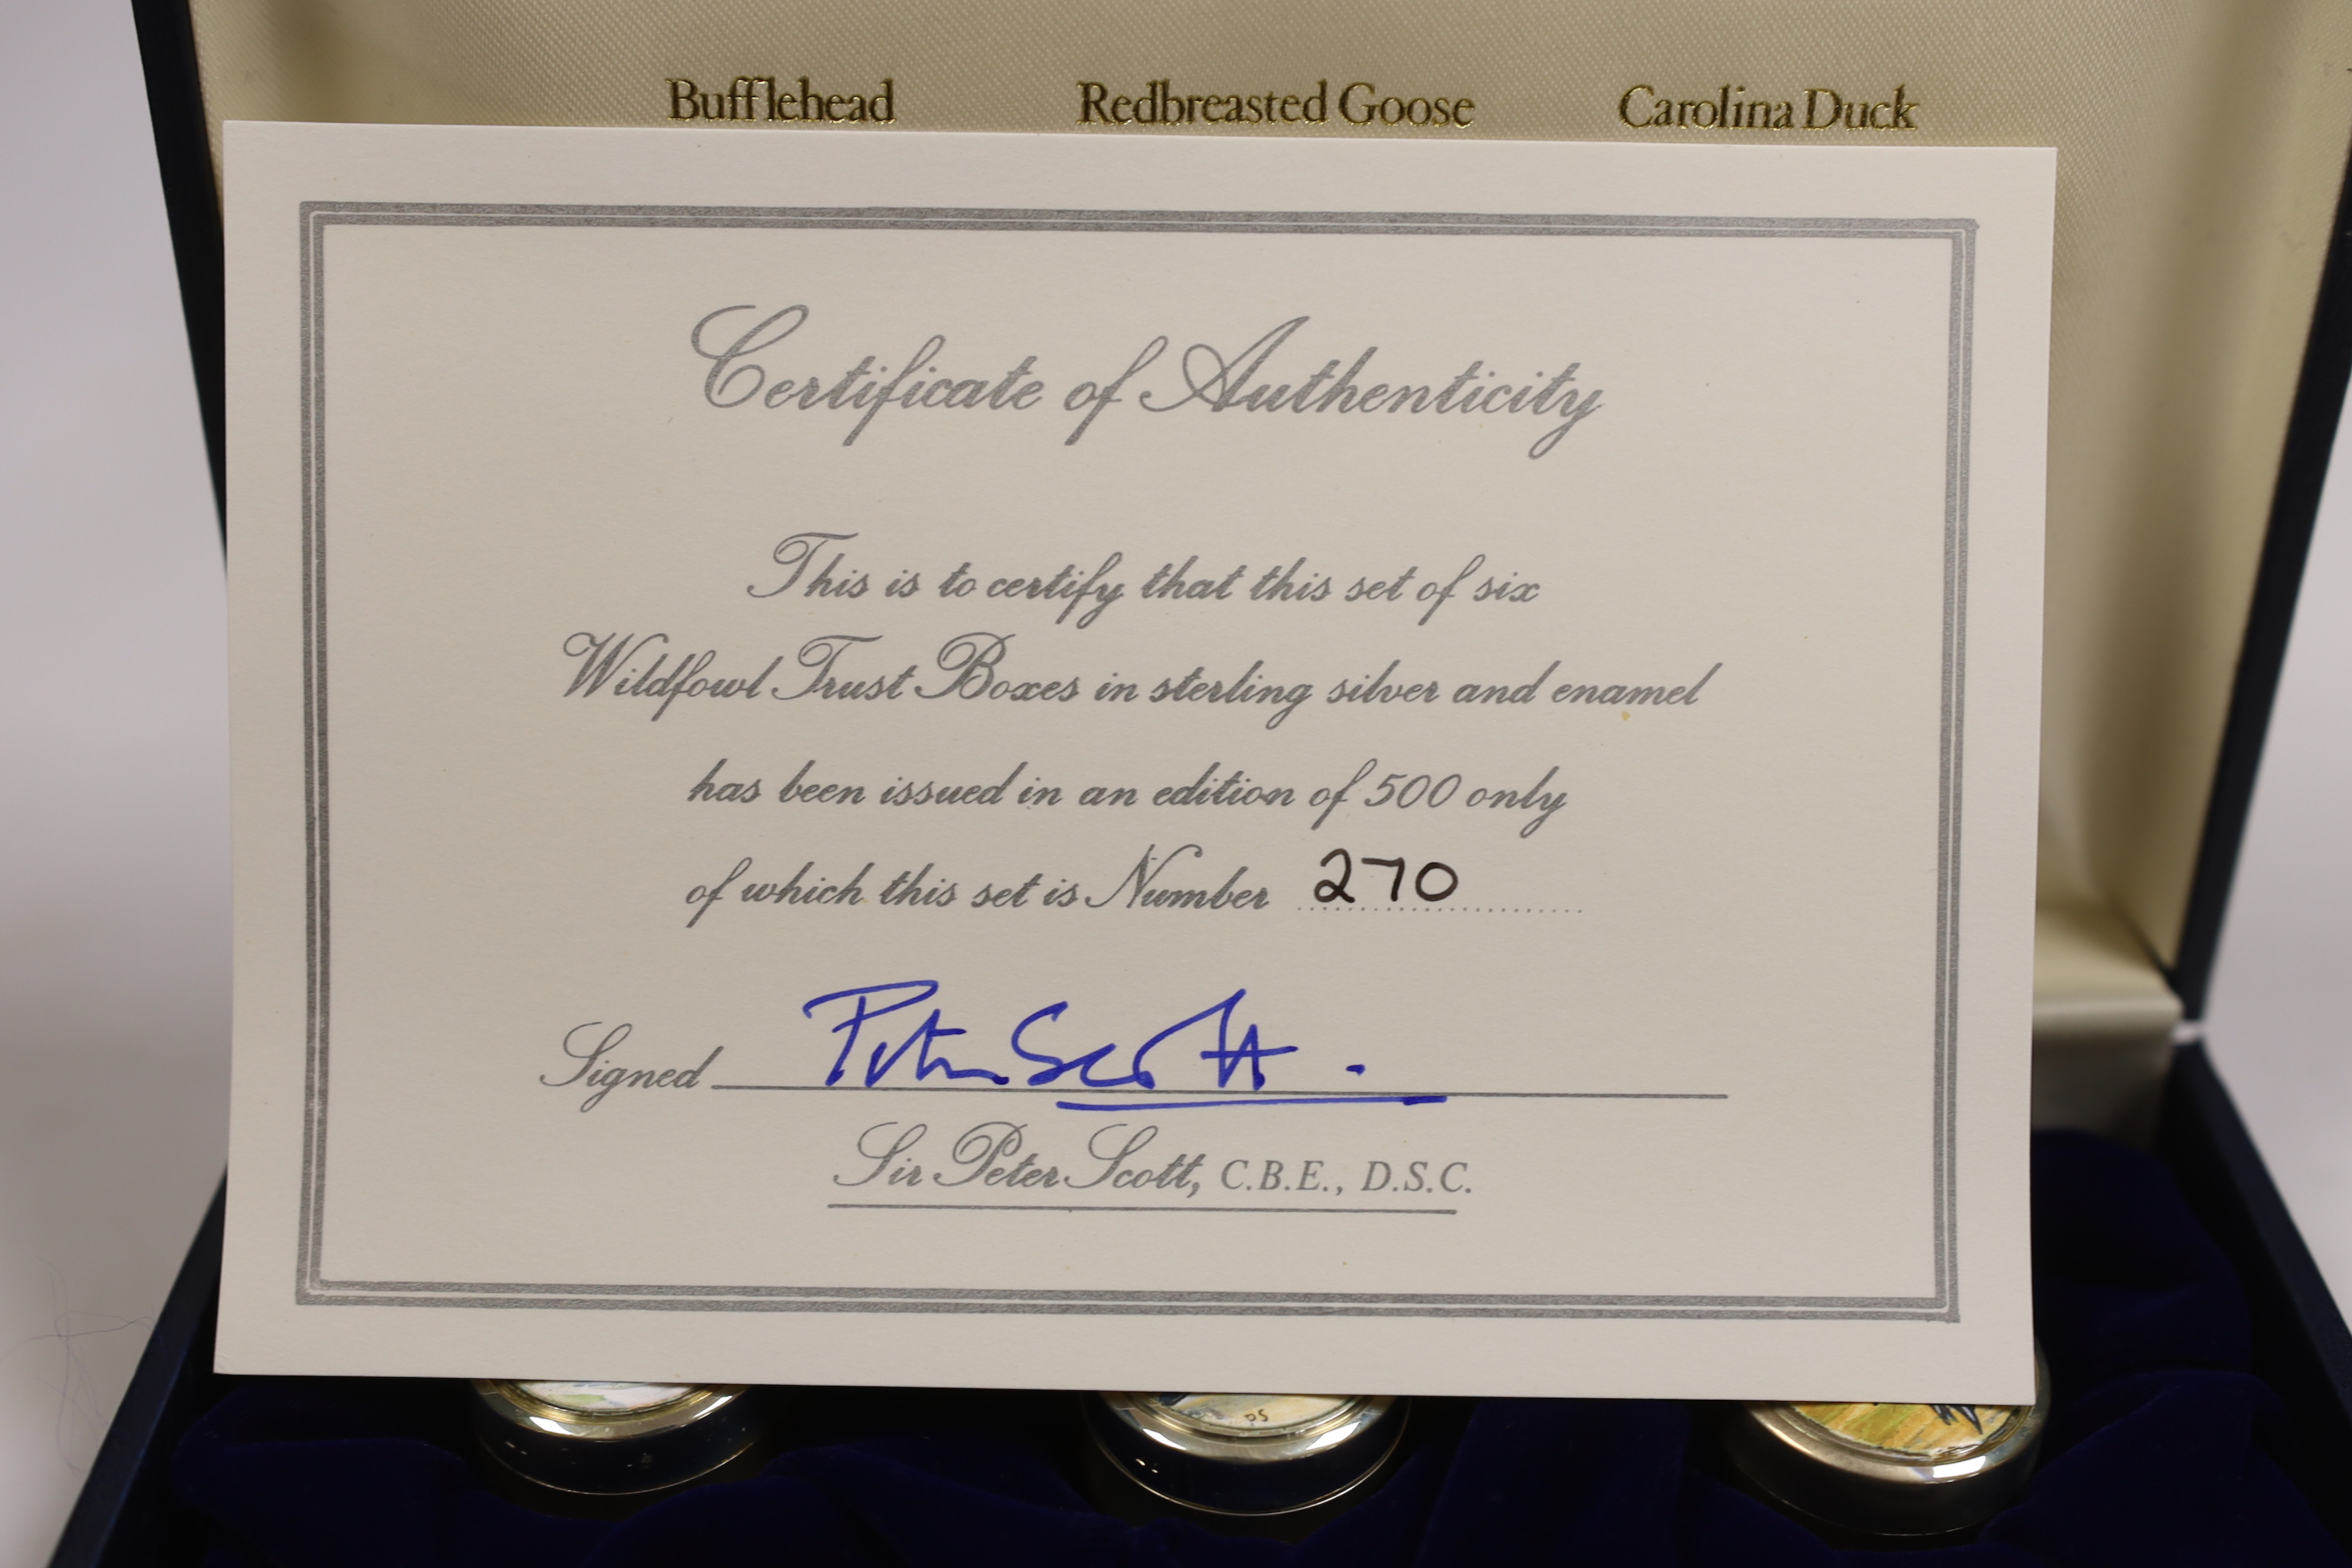 Bufflehead Redbreasted Goose Carolina Duck
Certificate of Authenticity
This is to certify that this set of six
Wildfowl Trust Boxes in sterling silver and enamel
has been issued in an edition of 500 only
of which this set is Number 270
Signed Peter Scott.
Sir Peter Scott, C.B.E., D.S.C.
PS